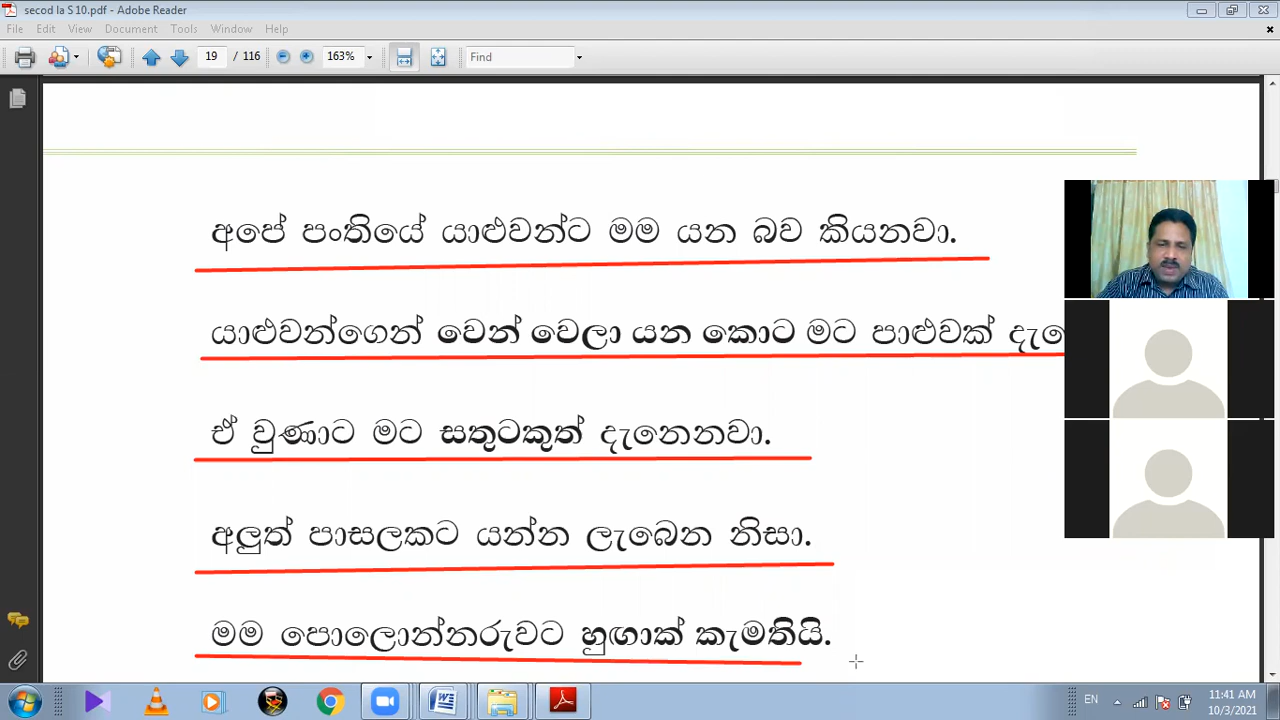 secod la S 10.pdf - Adobe Reader
File Edit View Document Tools Window Help
19 / 116 163% Find
අපේ පංතියේ යාළුවන්ට මම යන බව කියනවා.
යාළුවන්ගෙන් වෙන් වෙලා යන කොට මට පාළුවක්
ඒ වුණාට මට සතුටකුත් දැනෙනවා.
අලුත් පාසලකට යන්න ලැබෙන නිසා.
මම පොලොන්නරුවට හුඟාක් කැමතියි.
EN 11:41 AM
10/3/2021